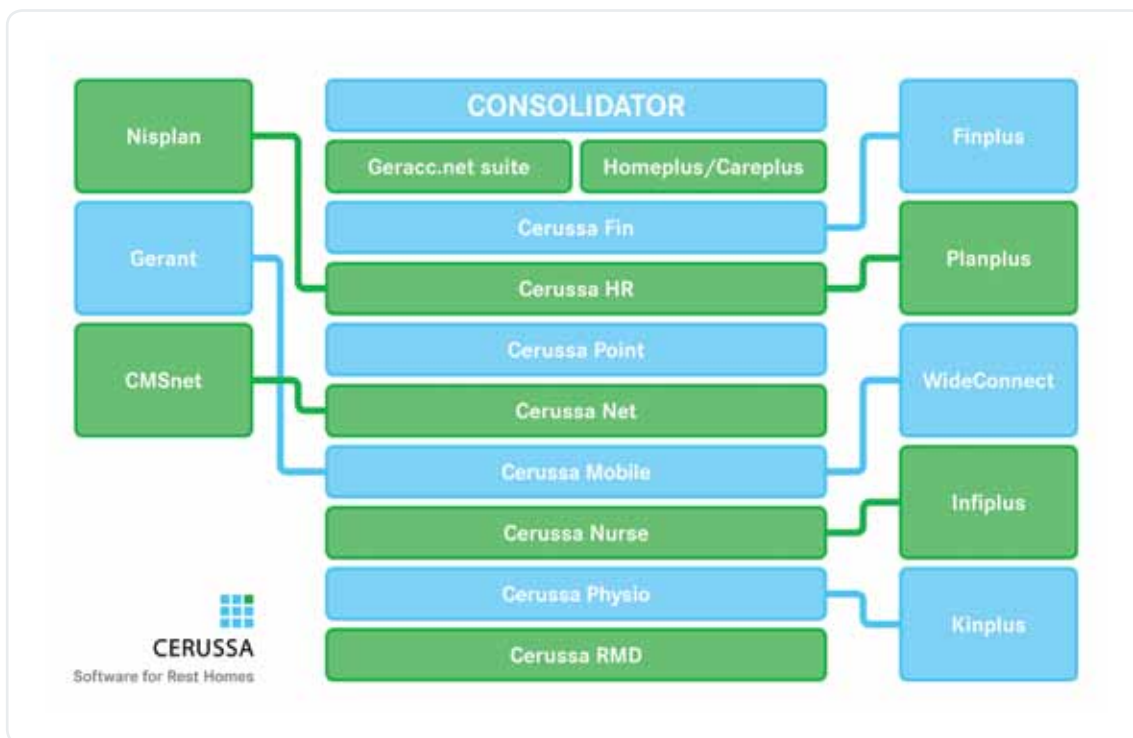 Nisplan
Gerant
CMSnet
CONSOLIDATOR
Geracc.net suite
Homeplus/Careplus
Cerussa Fin
Cerussa HR
Cerussa Point
Cerussa Net
Cerussa Mobile
Cerussa Nurse
Cerussa Physio
Cerussa RMD
Finplus
Planplus
WideConnect
Infiplus
Kinplus
CERUSSA
Software for Rest Homes